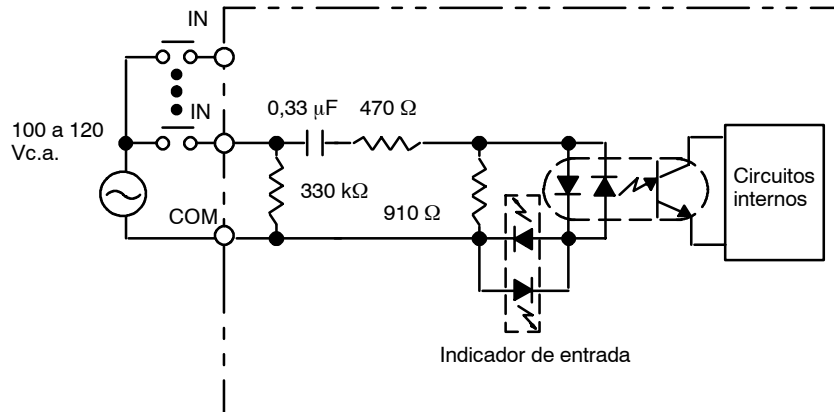 IN
IN
0,33 μF
470 Ω
100 a 120
Vc.a.
330 kΩ
910 Ω
COM
Circuitos
internos
Indicador de entrada